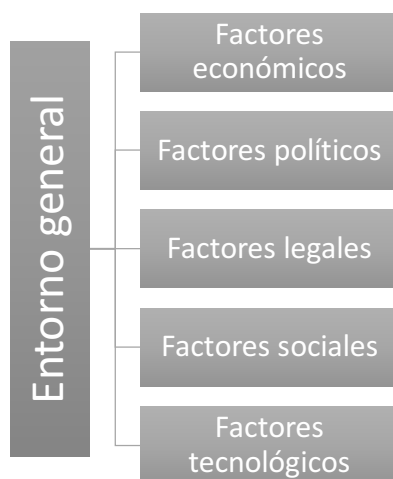 Entorno general
Factores
económicos
Factores políticos
Factores legales
Factores sociales
Factores
tecnológicos